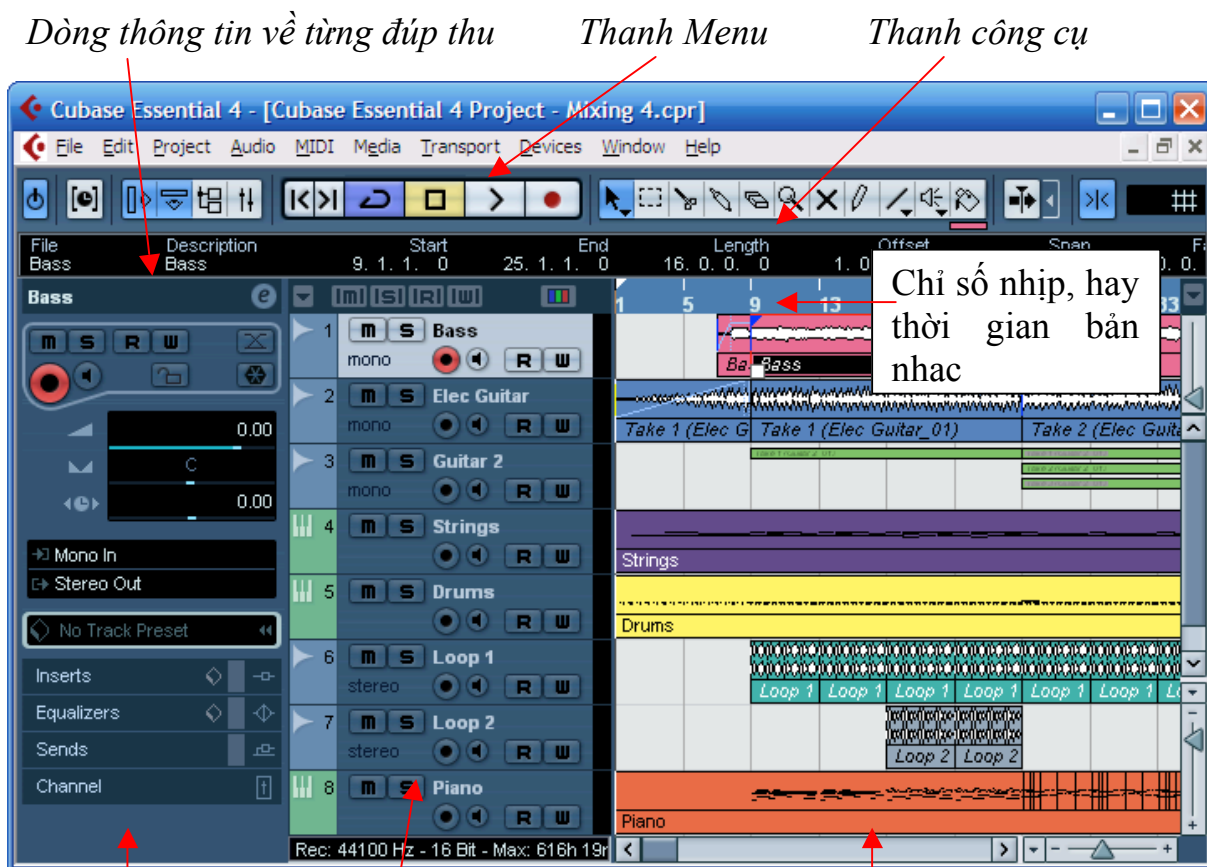 Dòng thông tin về từng đúp thu Thanh Menu Thanh công cụ
Cubase Essential 4 - [Cubase Essential 4 Project - Mixing 4.cpr]
File Edit Project Audio MIDI Media Transport Devices Window Help
File Description Start End Length Offset Snap
Bass Bass 9. 1. 1. 0 25. 1. 1. 0 16. 0. 0. 0
Bass e
m S R W
0.00
C
0.00
Mono In
Stereo Out
No Track Preset
Inserts
Equalizers
Sends
Channel
m S R W
1 5 9 13 33
Chỉ số nhịp, hay
thời gian bản
nhac
1 m S Bass
mono R W
Bass
2 m S Elec Guitar
mono R W
Take 1 (Elec G Take 1 (Elec Guitar_01) Take 2 (Elec Guita
3 m S Guitar 2
mono R W
4 m S Strings
R W
Strings
5 m S Drums
R W
Drums
6 m S Loop 1
stereo R W
Loop 1 Loop 1 Loop 1 Loop 1 Loop 1 Loop 1
7 m S Loop 2
stereo R W
Loop 2 Loop 2
8 m S Piano
R W
Piano
Rec: 44100 Hz - 16 Bit - Max: 616h 19